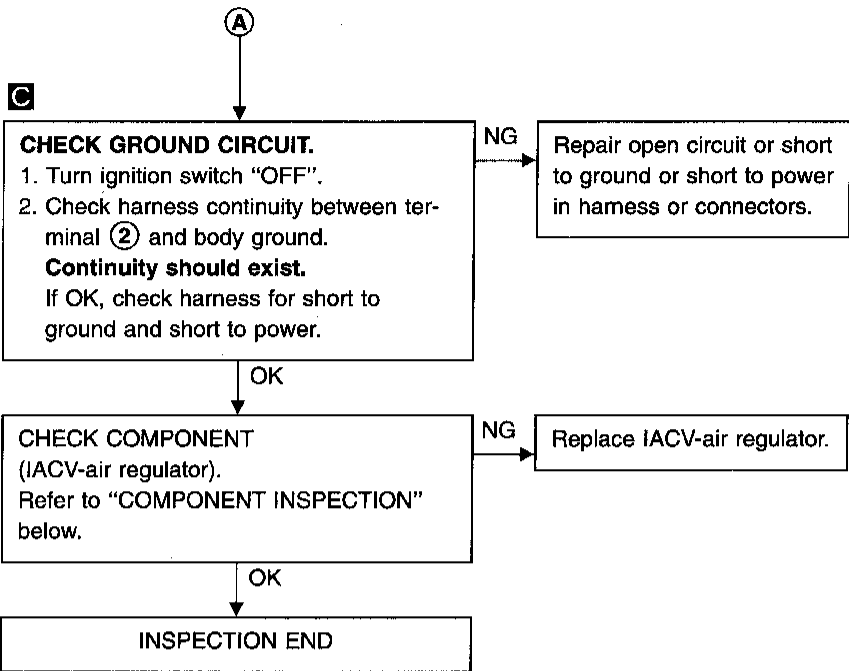 A
C
CHECK GROUND CIRCUIT.
1. Turn ignition switch “OFF”.
2. Check harness continuity between ter-
minal ② and body ground.
Continuity should exist.
If OK, check harness for short to
ground and short to power.
NG
Repair open circuit or short
to ground or short to power
in harness or connectors.
OK
CHECK COMPONENT
(IACV-air regulator).
Refer to “COMPONENT INSPECTION”
below.
NG
Replace IACV-air regulator.
OK
INSPECTION END